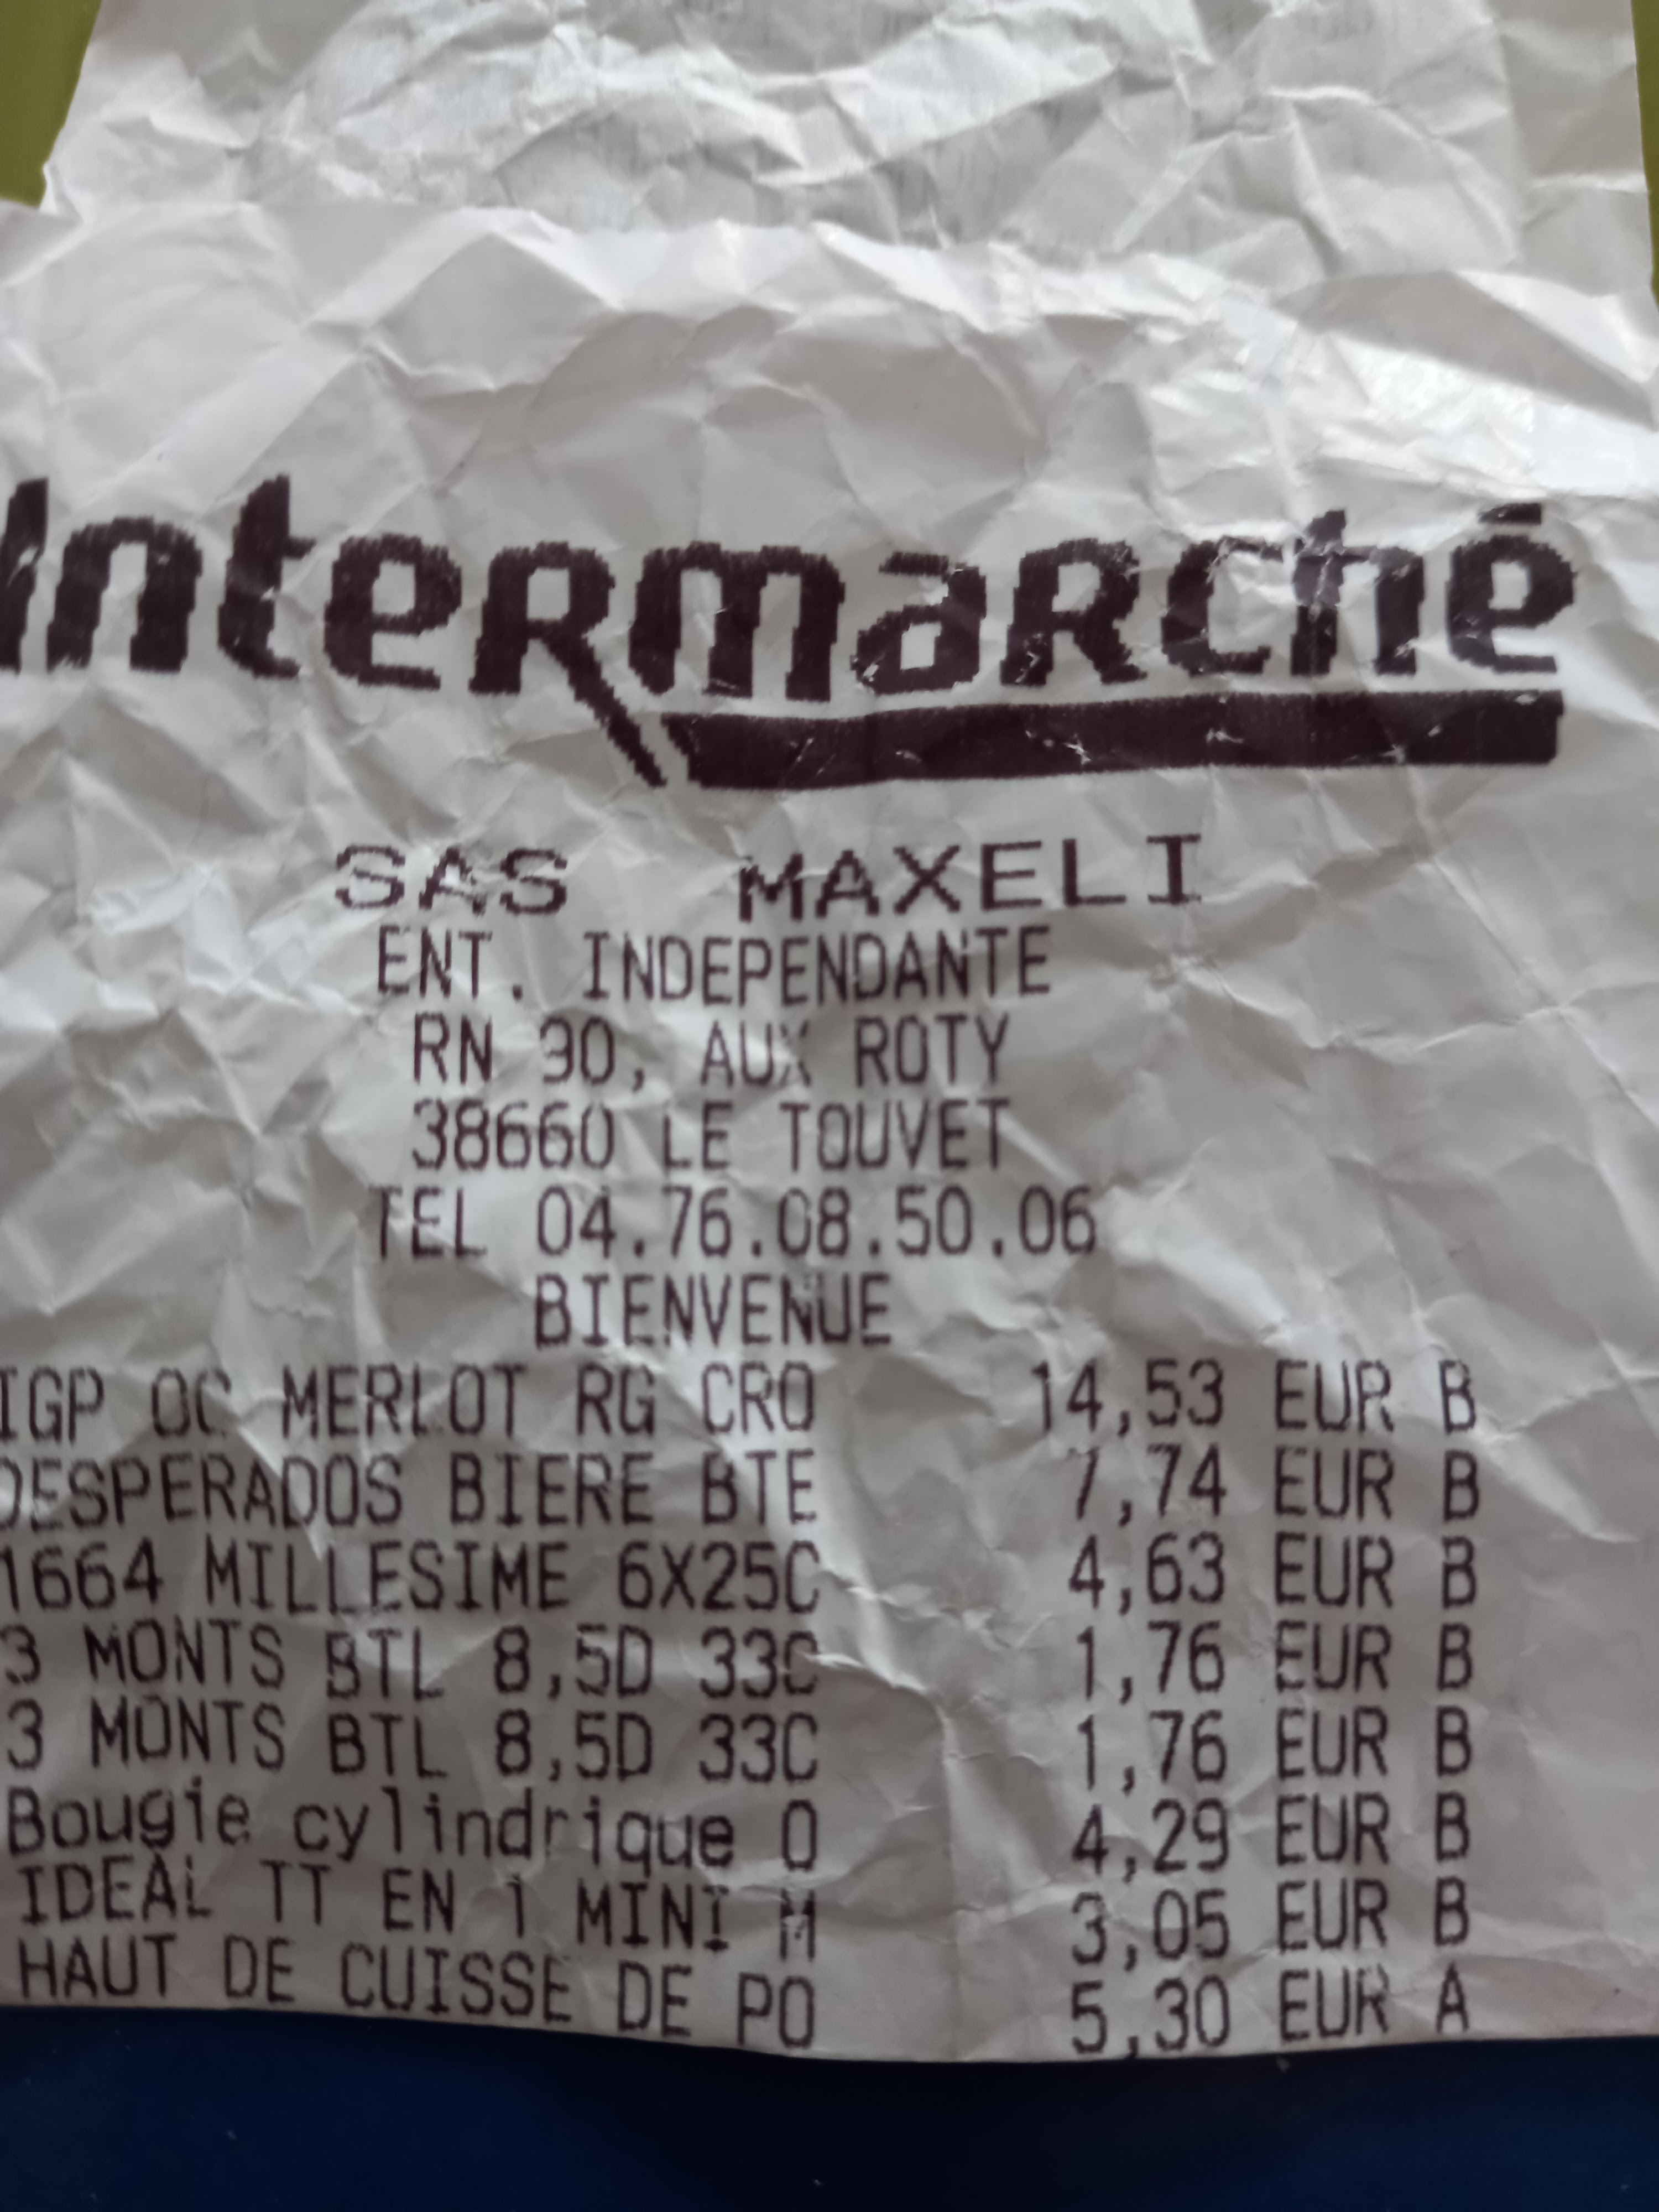 Intermarché
SAS MAXELI
ENT. INDEPENDANTE
RN 90, AUX ROTY
38660 LE TOUVET
TEL 04.76.08.50.06
BIENVENUE
IGP OC MERLOT RG CRO 14,53 EUR B
DESPERADOS BIERE BTE 7,74 EUR B
1664 MILLESIME 6X25C 4,63 EUR B
3 MONTS BTL 8,5D 33C 1,76 EUR B
3 MONTS BTL 8,5D 33C 1,76 EUR B
Bougie cylindrique O 4,29 EUR B
IDEAL TT EN 1 MINI M 3,05 EUR B
HAUT DE CUISSE DE PO 5,30 EUR A